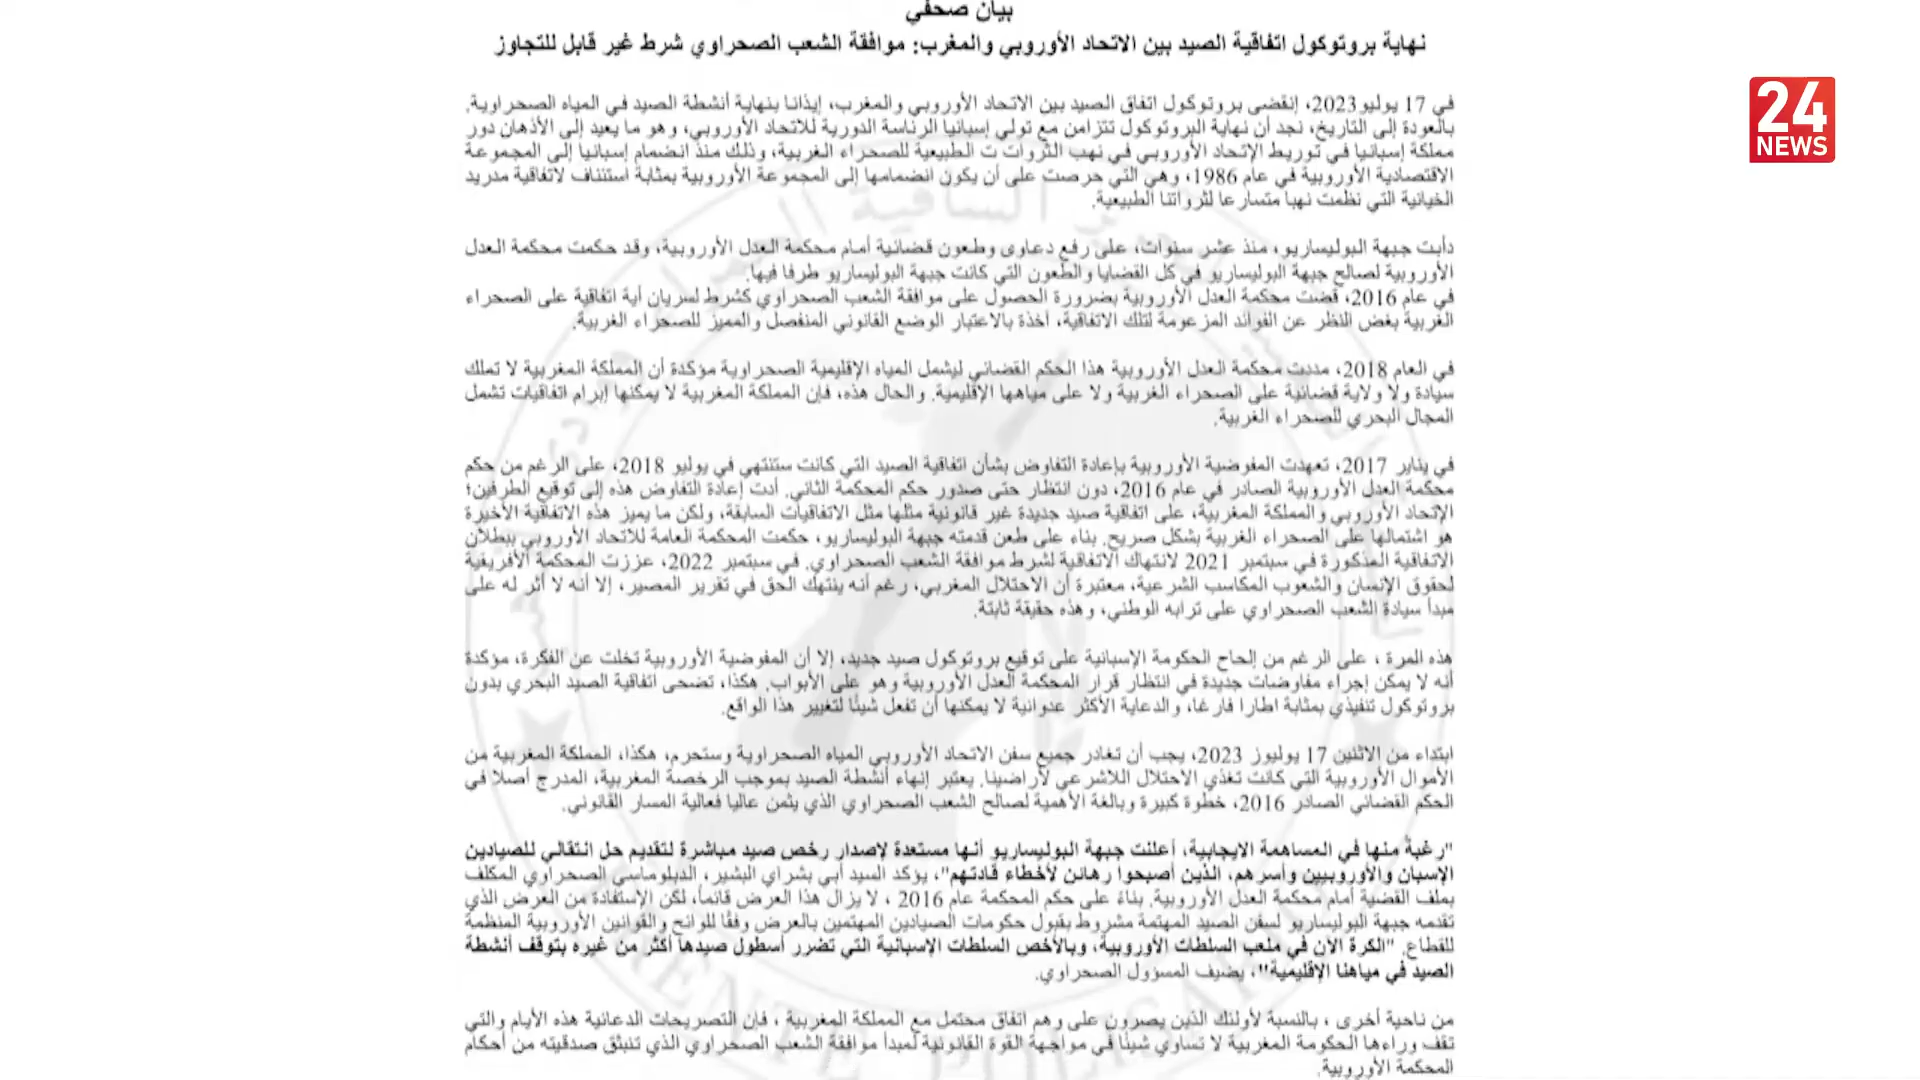 بيان صحفي
نهاية بروتوكول اتفاقية الصيد بين الاتحاد الأوروبي والمغرب: موافقة الشعب الصحراوي شرط غير قابل للتجاوز
24
NEWS
في 17 يوليو2023، إنقضى بروتوكول اتفاق الصيد بين الاتحاد الأوروبي والمغرب، إيذانا بنهاية أنشطة الصيد في المياه الصحراوية.
بالعودة إلى التاريخ، نجد أن نهاية البروتوكول تتزامن مع تولي إسبانيا الرئاسة الدورية للاتحاد الأوروبي، وهو ما يعيد إلى الأذهان دور
مملكة إسبانيا في توريط الإتحاد الأوروبي في نهب الثروات ت الطبيعية للصحراء الغربية، وذلك منذ انضمام إسبانيا إلى المجموعة
الاقتصادية الأوروبية في عام 1986، وهي التي حرصت على أن يكون انضمامها إلى المجموعة الأوروبية بمثابة استئناف لاتفاقية مدريد
الخيانية التي نظمت نهبا متسارعا لثرواتنا الطبيعية.
دأبت جبهة البوليساريو، منذ عشر سنوات، على رفع دعاوى وطعون قضائية أمام محكمة العدل الأوروبية، وقد حكمت محكمة العدل
الأوروبية لصالح جبهة البوليساريو في كل القضايا والطعون التي كانت جبهة البوليساريو طرفا فيها.
في عام 2016، قضت محكمة العدل الأوروبية بضرورة الحصول على موافقة الشعب الصحراوي كشرط لسريان أية اتفاقية على الصحراء
الغربية بغض النظر عن الفوائد المزعومة لتلك الاتفاقية، أخذة بالاعتبار الوضع القانوني المنفصل والمميز للصحراء الغربية.
في العام 2018، مددت محكمة العدل الأوروبية هذا الحكم القضائي ليشمل المياه الإقليمية الصحراوية مؤكدة أن المملكة المغربية لا تملك
سيادة ولا ولاية قضائية على الصحراء الغربية ولا على مياهها الإقليمية. والحال هذه، فإن المملكة المغربية لا يمكنها إبرام اتفاقيات تشمل
المجال البحري للصحراء الغربية.
في يناير 2017، تعهدت المفوضية الأوروبية بإعادة التفاوض بشأن اتفاقية الصيد التي كانت ستنتهي في يوليو 2018، على الرغم من حكم
محكمة العدل الأوروبية الصادر في عام 2016، دون انتظار حتى صدور حكم المحكمة الثاني. أدت إعادة التفاوض هذه إلى توقيع الطرفين؛
الإتحاد الأوروبي والمملكة المغربية، على اتفاقية صيد جديدة غير قانونية مثلها مثل الاتفاقيات السابقة، ولكن ما يميز هذه الاتفاقية الأخيرة
هو اشتمالها على الصحراء الغربية بشكل صريح. بناء على طعن قدمته جبهة البوليساريو، حكمت المحكمة العامة للاتحاد الأوروبي ببطلان
الاتفاقية المذكورة في سبتمبر 2021 لانتهاك الاتفاقية لشرط موافقة الشعب الصحراوي. في سبتمبر 2022، عززت المحكمة الأفريقية
لحقوق الإنسان والشعوب المكاسب الشرعية، معتبرة أن الاحتلال المغربي، رغم أنه ينتهك الحق في تقرير المصير، إلا أنه لا أثر له على
مبدأ سيادة الشعب الصحراوي على ترابه الوطني، وهذه حقيقة ثابتة.
هذه المرة ، على الرغم من إلحاح الحكومة الإسبانية على توقيع بروتوكول صيد جديد، إلا أن المفوضية الأوروبية تخلت عن الفكرة، مؤكدة
أنه لا يمكن إجراء مفاوضات جديدة في انتظار قرار المحكمة العدل الأوروبية وهو على الأبواب. هكذا، تضحى اتفاقية الصيد البحري بدون
بروتوكول تنفيذي بمثابة اطارا فارغا، والدعاية الأكثر عدوانية لا يمكنها أن تفعل شيئًا لتغيير هذا الواقع.
ابتداء من الاثنين 17 يوليوز 2023، يجب أن تغادر جميع سفن الاتحاد الأوروبي المياه الصحراوية وستحرم، هكذا، المملكة المغربية من
الأموال الأوروبية التي كانت تغذي الاحتلال اللاشرعي لأراضينا. يعتبر إنهاء أنشطة الصيد بموجب الرخصة المغربية، المدرج أصلا في
الحكم القضائي الصادر 2016، خطوة كبيرة وبالغة الأهمية لصالح الشعب الصحراوي الذي يثمن عاليا فعالية المسار القانوني.
"رغبةً منها في المساهمة الايجابية، أعلنت جبهة البوليساريو أنها مستعدة لإصدار رخص صيد مباشرة لتقديم حل انتقالي للصيادين
الإسبان والأوروبيين وأسرهم، الذين أصبحوا رهائن لأخطاء قادتهم"، يؤكد السيد أبي بشراي البشير، الدبلوماسي الصحراوي المكلف
بملف القضية أمام محكمة العدل الأوروبية. بناءً على حكم المحكمة عام 2016 ، لا يزال هذا العرض قائما، لكن الإستفادة من العرض الذي
تقدمه جبهة البوليساريو لسفن الصيد المهتمة مشروط بقبول حكومات الصيادين المهتمين بالعرض وفقًا للوائح والقوانين الأوروبية المنظمة
للقطاع. "الكرة الان في ملعب السلطات الأوروبية، وبالأخص السلطات الإسبانية التي تضرر أسطول صيدها أكثر من غيره بتوقف أنشطة
الصيد في مياهنا الإقليمية"، يضيف المسؤول الصحراوي.
من ناحية أخرى ، بالنسبة لأولئك الذين يصرون على وهم اتفاق محتمل مع المملكة المغربية ، فإن التصريحات الدعائية هذه الأيام والتي
تقف وراءها الحكومة المغربية لا تساوي شيئًا في مواجهة القوة القانونية لمبدأ موافقة الشعب الصحراوي الذي تنبثق صدقيته من أحكام
المحكمة الأوروبية.